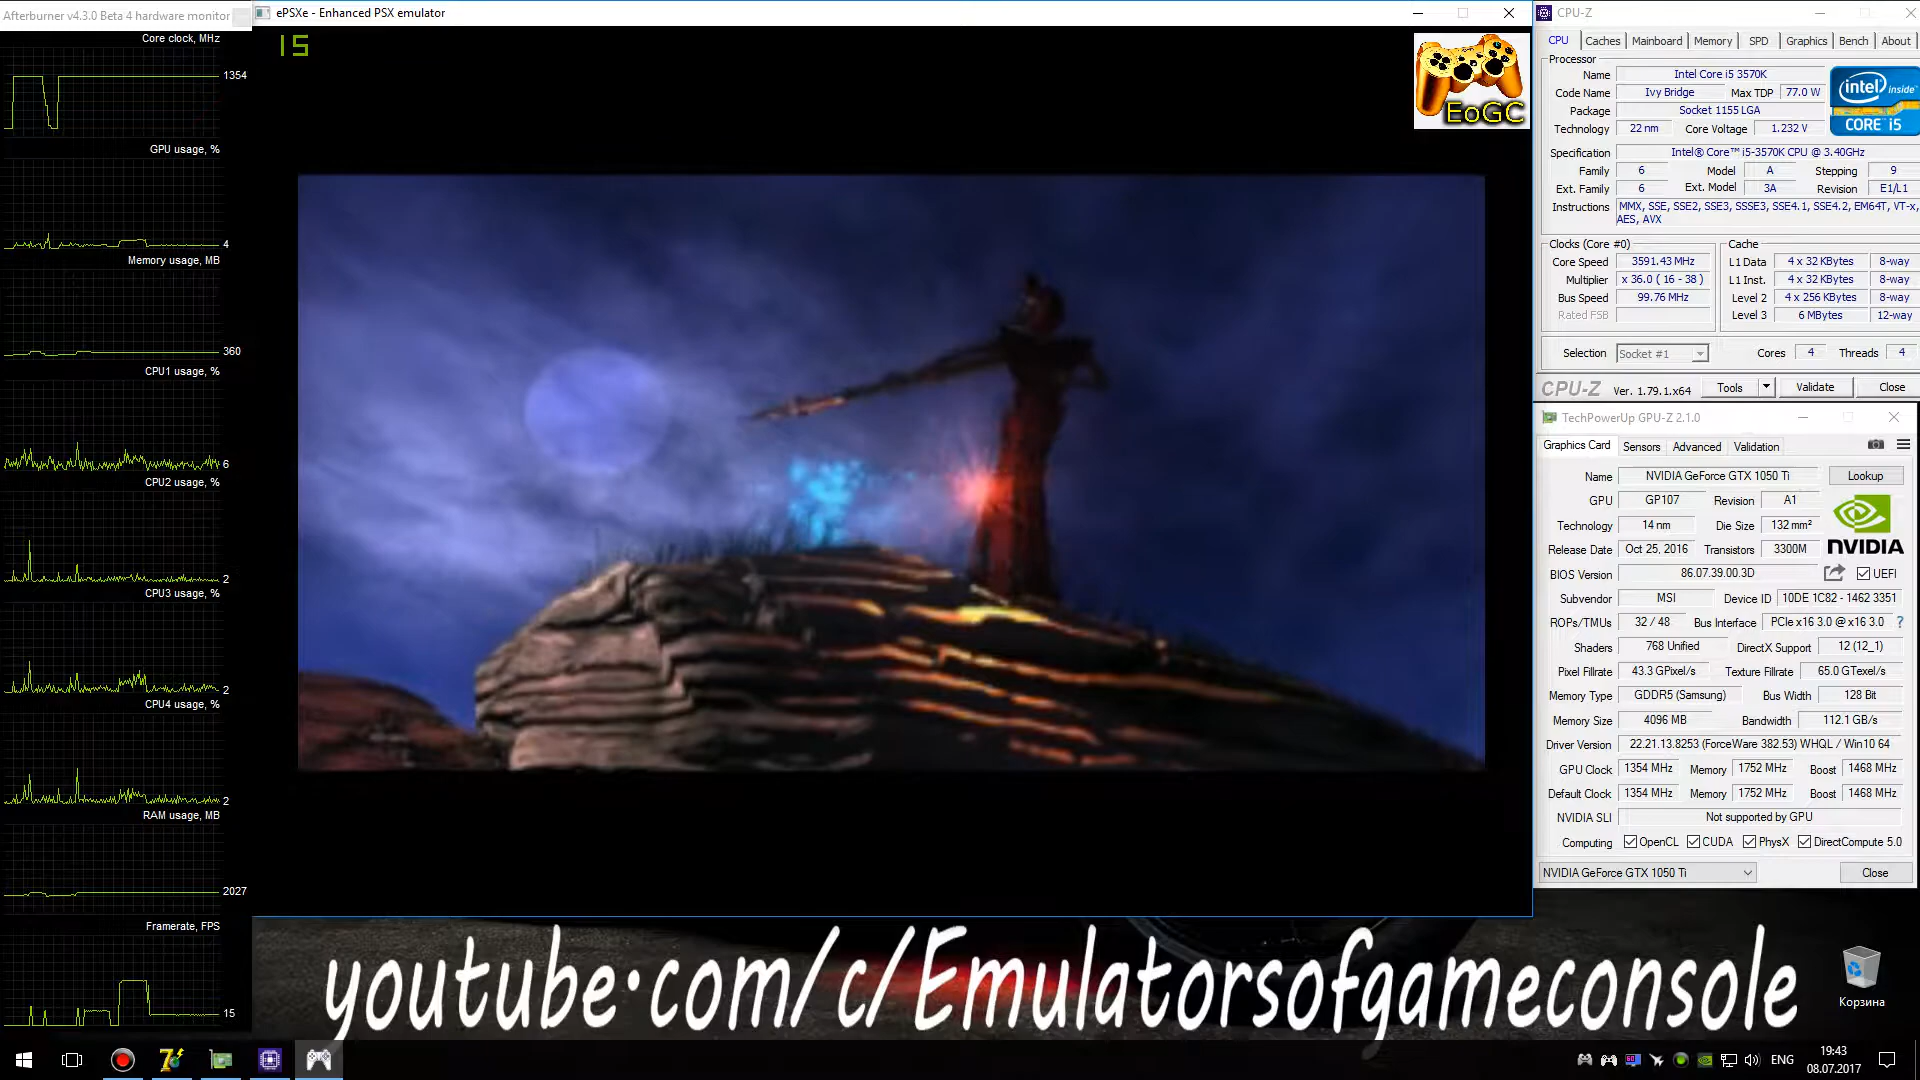 Afterburner v4.3.0 Beta 4 hardware monitor
Core clock, MHz
1354
GPU usage, %
4
Memory usage, MB
360
CPU1 usage, %
6
CPU2 usage, %
2
CPU3 usage, %
2
CPU4 usage, %
2
RAM usage, MB
2027
Framerate, FPS
15
ePSXe - Enhanced PSX emulator
15
EoGC
CPU-Z
CPU Caches Mainboard Memory SPD Graphics Bench About
Processor
Name Intel Core i5 3570K
Code Name Ivy Bridge Max TDP 77.0 W
Package Socket 1155 LGA
Technology 22 nm Core Voltage 1.232 V
intel inside
CORE i5
Specification Intel® Core™ i5-3570K CPU @ 3.40GHz
Family 6 Model A Stepping 9
Ext. Family 6 Ext. Model 3A Revision E1/L1
Instructions MMX, SSE, SSE2, SSE3, SSSE3, SSE4.1, SSE4.2, EM64T, VT-x,
AES, AVX
Clocks (Core #0)
Core Speed 3591.43 MHz
Multiplier x 36.0 ( 16 - 38 )
Bus Speed 99.76 MHz
Rated FSB
Cache
L1 Data 4 x 32 KBytes 8-way
L1 Inst. 4 x 32 KBytes 8-way
Level 2 4 x 256 KBytes 8-way
Level 3 6 MBytes 12-way
Selection Socket #1 Cores 4 Threads 4
CPU-Z Ver. 1.79.1.x64 Tools Validate Close
TechPowerUp GPU-Z 2.1.0
Graphics Card Sensors Advanced Validation
Name NVIDIA GeForce GTX 1050 Ti Lookup
GPU GP107 Revision A1
Technology 14 nm Die Size 132 mm²
Release Date Oct 25, 2016 Transistors 3300M
NVIDIA
BIOS Version 86.07.39.00.3D UEFI
Subvendor MSI Device ID 10DE 1C82 - 1462 3351
ROPs/TMUs 32 / 48 Bus Interface PCIe x16 3.0 @ x16 3.0 ?
Shaders 768 Unified DirectX Support 12 (12_1)
Pixel Fillrate 43.3 GPixel/s Texture Fillrate 65.0 GTexel/s
Memory Type GDDR5 (Samsung) Bus Width 128 Bit
Memory Size 4096 MB Bandwidth 112.1 GB/s
Driver Version 22.21.13.8253 (ForceWare 382.53) WHQL / Win10 64
GPU Clock 1354 MHz Memory 1752 MHz Boost 1468 MHz
Default Clock 1354 MHz Memory 1752 MHz Boost 1468 MHz
NVIDIA SLI Not supported by GPU
Computing OpenCL CUDA PhysX DirectCompute 5.0
NVIDIA GeForce GTX 1050 Ti Close
youtube.com/c/Emulatorsofgameconsole
Корзина
ENG
19:43
08.07.2017